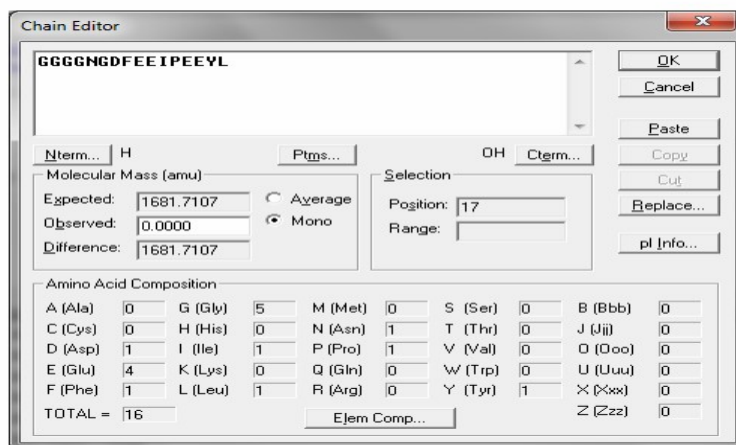 Chain Editor
GGGGNGDFEEIPEEYL
OK
Cancel
Paste
Copy
Cut
Replace...
pI Info...
Nterm... H Ptms... OH Cterm...
Molecular Mass (amu)
Expected: 1681.7107
Observed: 0.0000
Difference: 1681.7107
Average
Mono
Selection
Position: 17
Range:
Amino Acid Composition
A (Ala) 0 G (Gly) 5 M (Met) 0 S (Ser) 0 B (Bbb) 0
C (Cys) 0 H (His) 0 N (Asn) 1 T (Thr) 0 J (Jjj) 0
D (Asp) 1 I (Ile) 1 P (Pro) 1 V (Val) 0 O (Ooo) 0
E (Glu) 4 K (Lys) 0 Q (Gln) 0 W (Trp) 0 U (Uuu) 0
F (Phe) 1 L (Leu) 1 R (Arg) 0 Y (Tyr) 1 X (Xxx) 0
TOTAL = 16 Elem Comp... Z (Zzz) 0